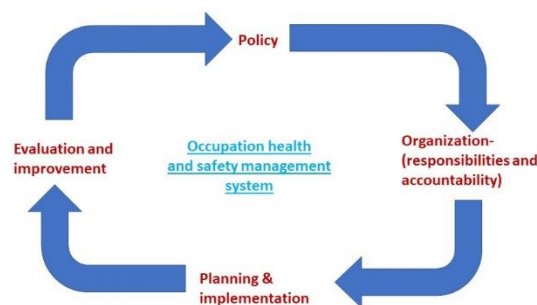 Policy
Evaluation and
improvement
Occupation health
and safety management
system
Organization-
(responsibilities and
accountability)
Planning &
implementation